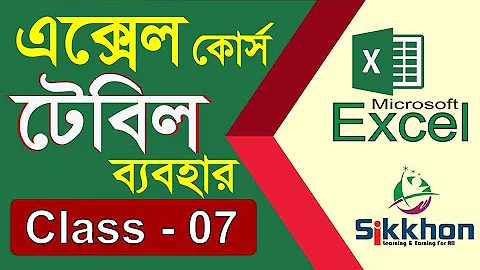 এক্সেল কোর্স
টেবিল
ব্যবহার
Class - 07
X
Microsoft
Excel
Sikkhon
Learning & Earning For All